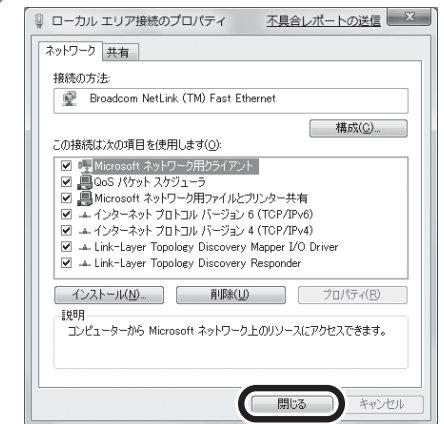 ローカル エリア接続のプロパティ 不具合レポートの送信
ネットワーク 共有
接続の方法:
Broadcom NetLink (TM) Fast Ethernet
構成(C)...
この接続は次の項目を使用します(O):
Microsoft ネットワーク用クライアント
QoS パケット スケジューラ
Microsoft ネットワーク用ファイルとプリンター共有
インターネット プロトコル バージョン 6 (TCP/IPv6)
インターネット プロトコル バージョン 4 (TCP/IPv4)
Link-Layer Topology Discovery Mapper I/O Driver
Link-Layer Topology Discovery Responder
インストール(N)... 削除(U) プロパティ(R)
説明
コンピューターから Microsoft ネットワーク上のリソースにアクセスできます。
閉じる キャンセル